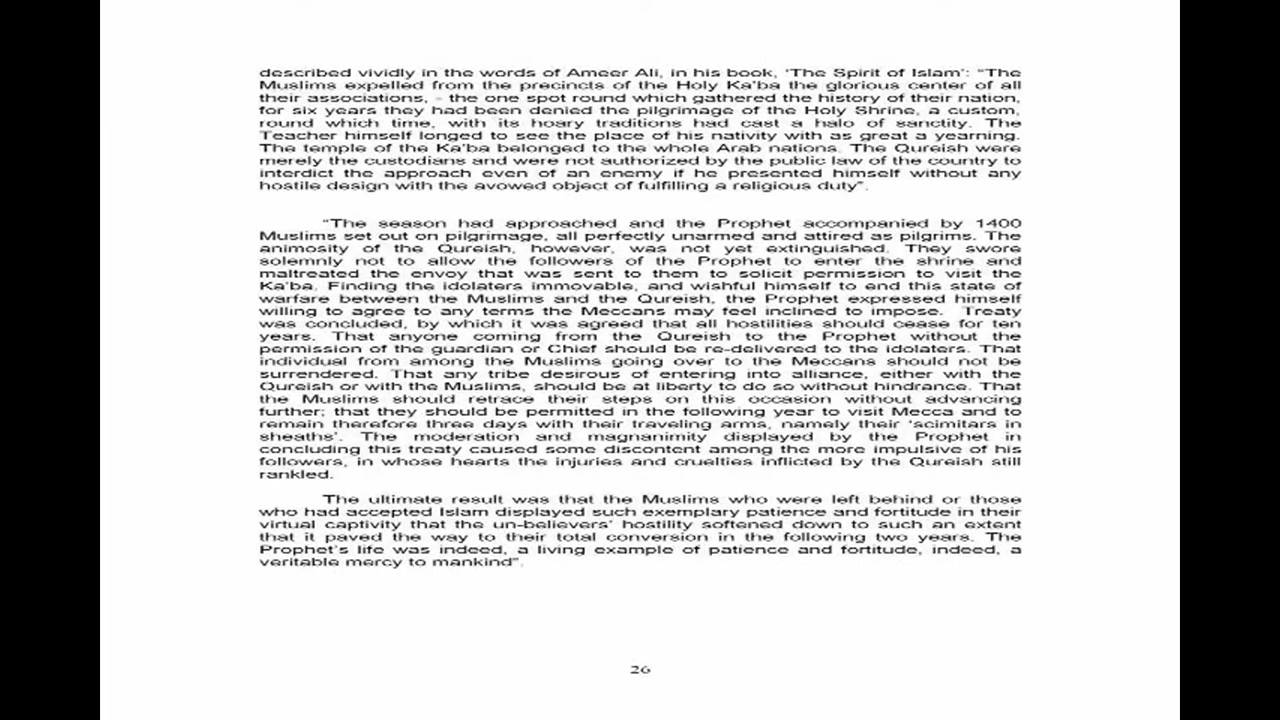 described vividly in the words of Ameer Ali, in his book, 'The Spirit of Islam': "The
Muslims expelled from the precincts of the Holy Ka'ba the glorious center of all
their associations, - the one spot round which gathered the history of their nation,
for six years they had been denied the pilgrimage of the Holy Shrine, a custom,
round which time, with its hoary traditions had cast a halo of sanctity. The
Teacher himself longed to see the place of his nativity with as great a yearning.
The temple of the Ka'ba belonged to the whole Arab nations. The Qureish were
merely the custodians and were not authorized by the public law of the country to
interdict the approach even of an enemy if he presented himself without any
hostile design with the avowed object of fulfilling a religious duty".
"The season had approached and the Prophet accompanied by 1400
Muslims set out on pilgrimage, all perfectly unarmed and attired as pilgrims. The
animosity of the Qureish, however, was not yet extinguished. They swore
solemnly not to allow the followers of the Prophet to enter the shrine and
maltreated the envoy that was sent to them to solicit permission to visit the
Ka'ba. Finding the idolaters immovable, and wishful himself to end this state of
warfare between the Muslims and the Qureish, the Prophet expressed himself
willing to agree to any terms the Meccans may feel inclined to impose. Treaty
was concluded, by which it was agreed that all hostilities should cease for ten
years. That anyone coming from the Qureish to the Prophet without the
permission of the guardian or Chief should be re-delivered to the idolaters. That
individual from among the Muslims going over to the Meccans should not be
surrendered. That any tribe desirous of entering into alliance, either with the
Qureish or with the Muslims, should be at liberty to do so without hindrance. That
the Muslims should retrace their steps on this occasion without advancing
further; that they should be permitted in the following year to visit Mecca and to
remain therefore three days with their traveling arms, namely their 'scimitars in
sheaths'. The moderation and magnanimity displayed by the Prophet in
concluding this treaty caused some discontent among the more impulsive of his
followers, in whose hearts the injuries and cruelties inflicted by the Qureish still
rankled.
The ultimate result was that the Muslims who were left behind or those
who had accepted Islam displayed such exemplary patience and fortitude in their
virtual captivity that the un-believers' hostility softened down to such an extent
that it paved the way to their total conversion in the following two years. The
Prophet's life was indeed, a living example of patience and fortitude, indeed, a
veritable mercy to mankind".
26